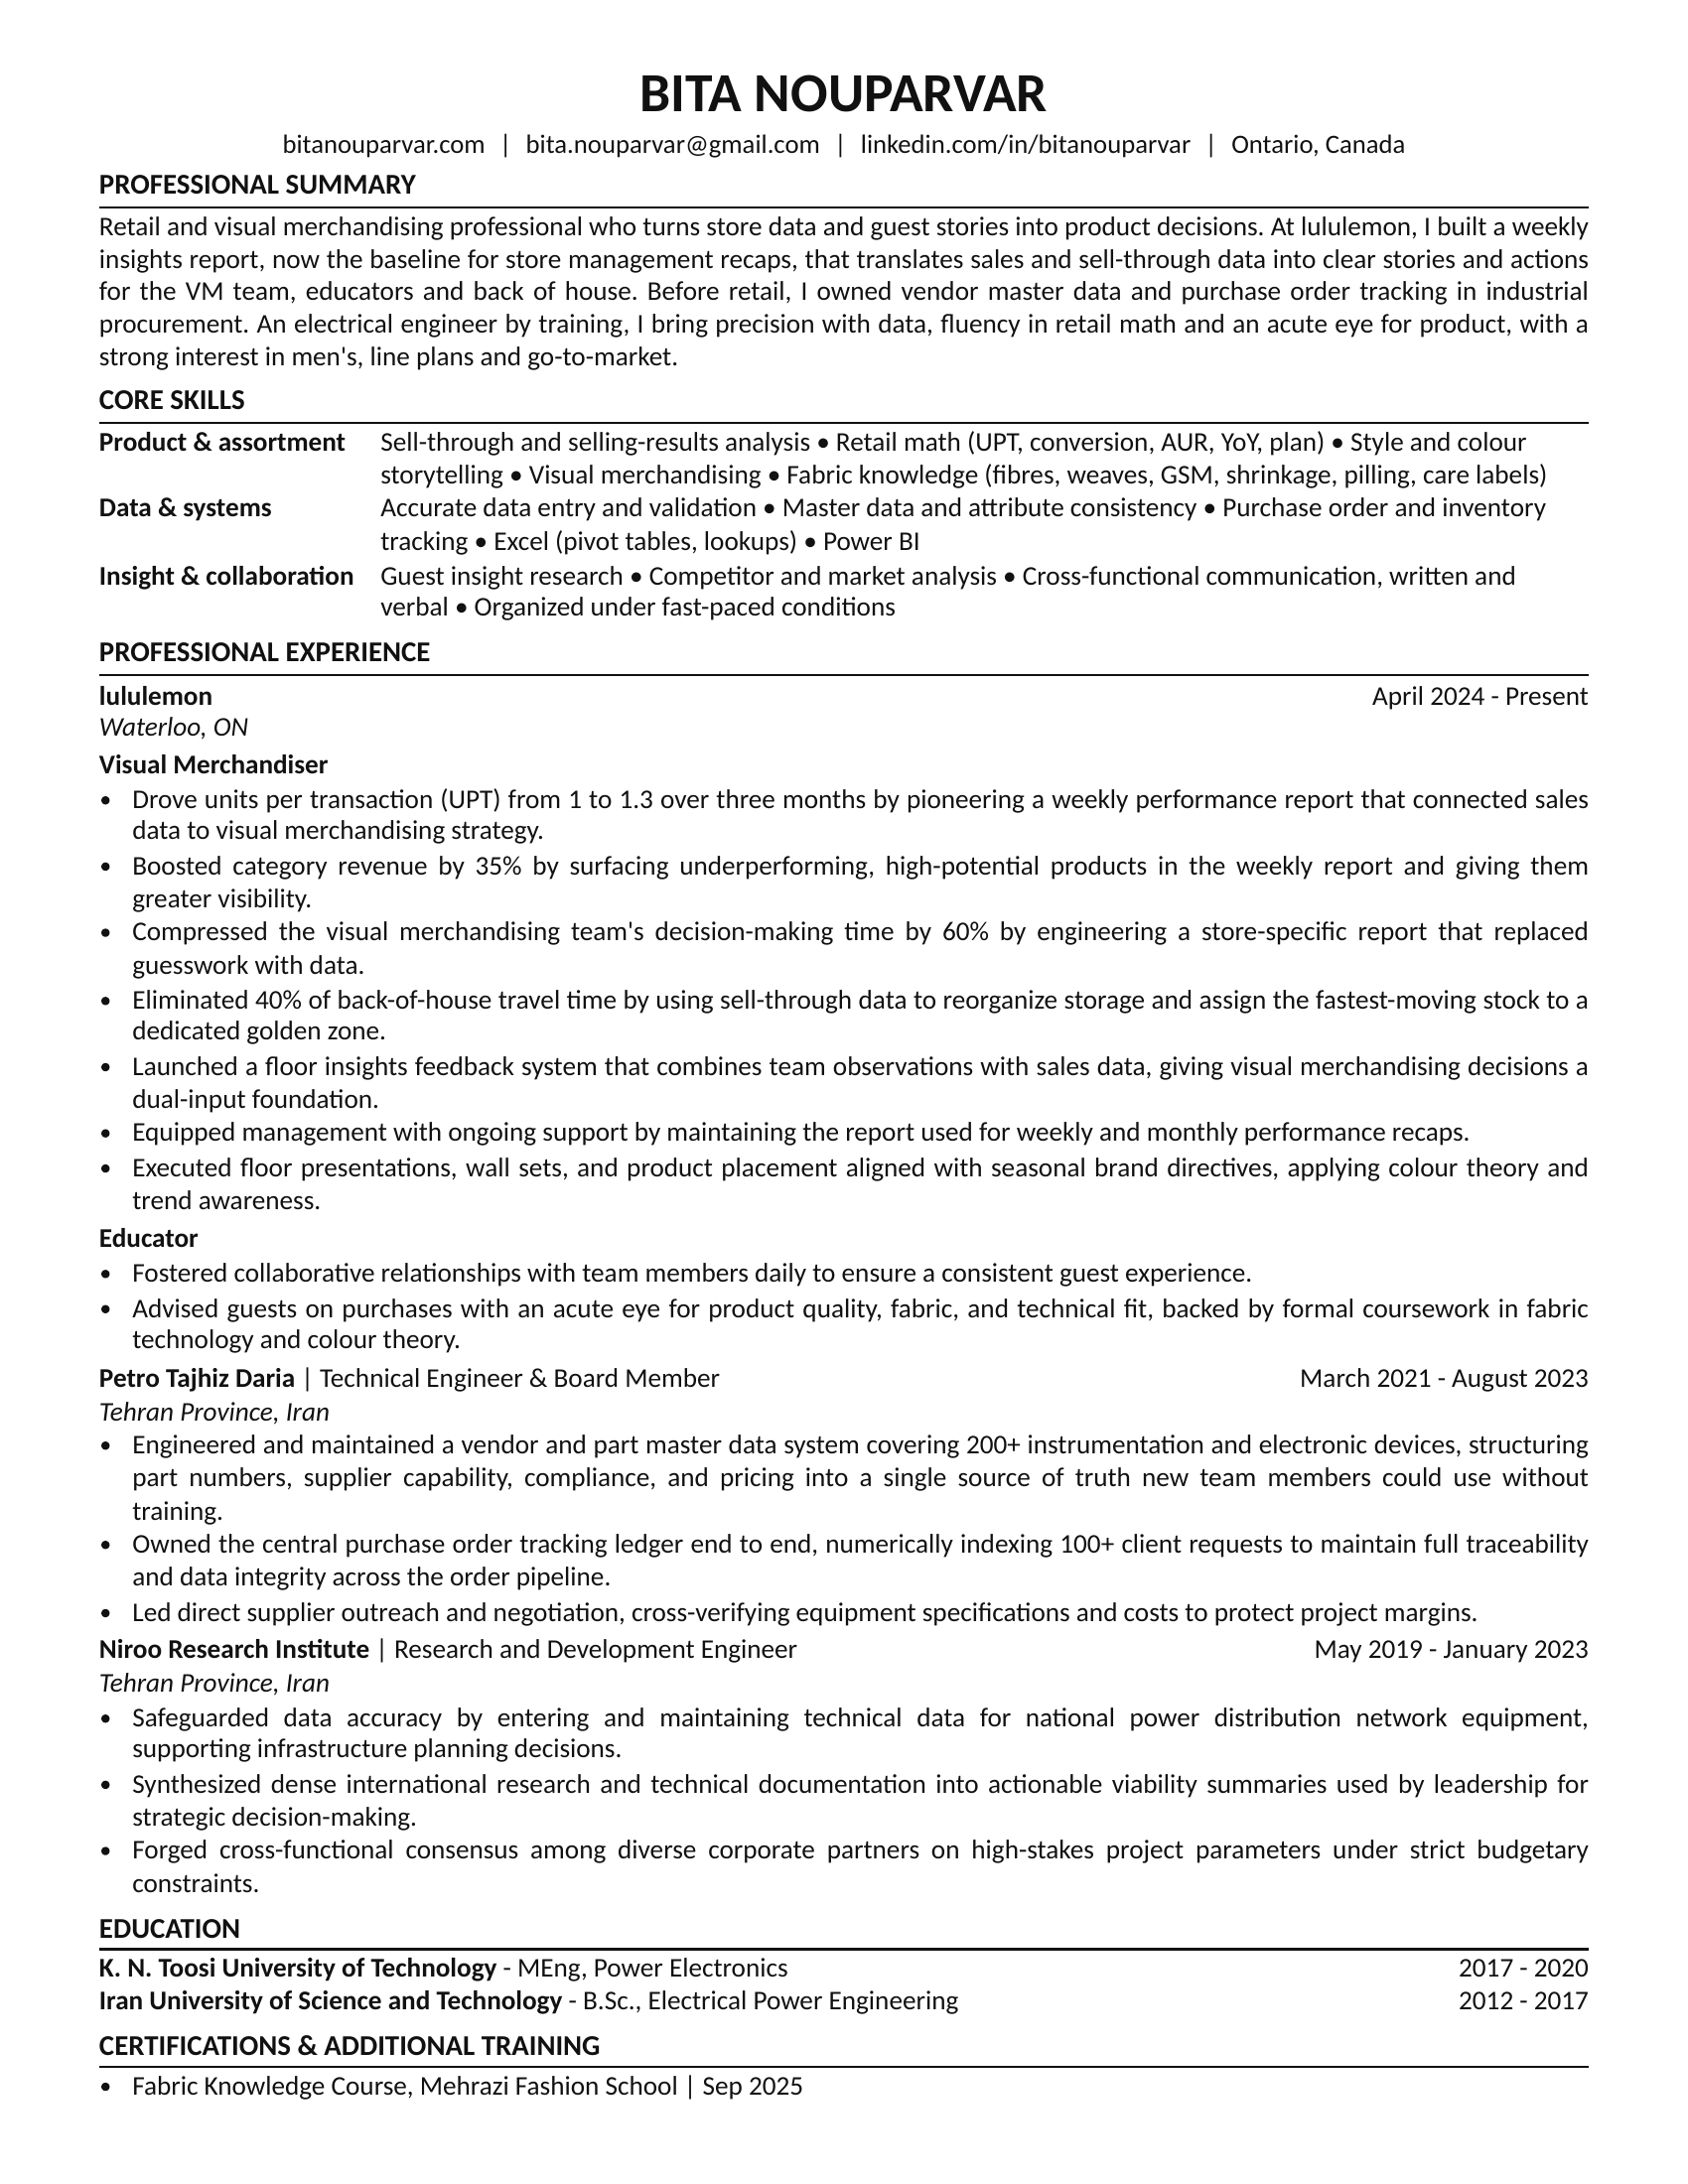 BITA NOUPARVAR
bitanouparvar.com | bita.nouparvar@gmail.com | linkedin.com/in/bitanouparvar | Ontario, Canada
PROFESSIONAL SUMMARY
Retail and visual merchandising professional who turns store data and guest stories into product decisions. At lululemon, I built a weekly
insights report, now the baseline for store management recaps, that translates sales and sell-through data into clear stories and actions
for the VM team, educators and back of house. Before retail, I owned vendor master data and purchase order tracking in industrial
procurement. An electrical engineer by training, I bring precision with data, fluency in retail math and an acute eye for product, with a
strong interest in men's, line plans and go-to-market.
CORE SKILLS
Product & assortment Sell-through and selling-results analysis • Retail math (UPT, conversion, AUR, YoY, plan) • Style and colour
storytelling • Visual merchandising • Fabric knowledge (fibres, weaves, GSM, shrinkage, pilling, care labels)
Data & systems Accurate data entry and validation • Master data and attribute consistency • Purchase order and inventory
tracking • Excel (pivot tables, lookups) • Power BI
Insight & collaboration Guest insight research • Competitor and market analysis • Cross-functional communication, written and
verbal • Organized under fast-paced conditions
PROFESSIONAL EXPERIENCE
lululemon April 2024 - Present
Waterloo, ON
Visual Merchandiser
• Drove units per transaction (UPT) from 1 to 1.3 over three months by pioneering a weekly performance report that connected sales
data to visual merchandising strategy.
• Boosted category revenue by 35% by surfacing underperforming, high-potential products in the weekly report and giving them
greater visibility.
• Compressed the visual merchandising team's decision-making time by 60% by engineering a store-specific report that replaced
guesswork with data.
• Eliminated 40% of back-of-house travel time by using sell-through data to reorganize storage and assign the fastest-moving stock to a
dedicated golden zone.
• Launched a floor insights feedback system that combines team observations with sales data, giving visual merchandising decisions a
dual-input foundation.
• Equipped management with ongoing support by maintaining the report used for weekly and monthly performance recaps.
• Executed floor presentations, wall sets, and product placement aligned with seasonal brand directives, applying colour theory and
trend awareness.
Educator
• Fostered collaborative relationships with team members daily to ensure a consistent guest experience.
• Advised guests on purchases with an acute eye for product quality, fabric, and technical fit, backed by formal coursework in fabric
technology and colour theory.
Petro Tajhiz Daria | Technical Engineer & Board Member March 2021 - August 2023
Tehran Province, Iran
• Engineered and maintained a vendor and part master data system covering 200+ instrumentation and electronic devices, structuring
part numbers, supplier capability, compliance, and pricing into a single source of truth new team members could use without
training.
• Owned the central purchase order tracking ledger end to end, numerically indexing 100+ client requests to maintain full traceability
and data integrity across the order pipeline.
• Led direct supplier outreach and negotiation, cross-verifying equipment specifications and costs to protect project margins.
Niroo Research Institute | Research and Development Engineer May 2019 - January 2023
Tehran Province, Iran
• Safeguarded data accuracy by entering and maintaining technical data for national power distribution network equipment,
supporting infrastructure planning decisions.
• Synthesized dense international research and technical documentation into actionable viability summaries used by leadership for
strategic decision-making.
• Forged cross-functional consensus among diverse corporate partners on high-stakes project parameters under strict budgetary
constraints.
EDUCATION
K. N. Toosi University of Technology - MEng, Power Electronics 2017 - 2020
Iran University of Science and Technology - B.Sc., Electrical Power Engineering 2012 - 2017
CERTIFICATIONS & ADDITIONAL TRAINING
• Fabric Knowledge Course, Mehrazi Fashion School | Sep 2025